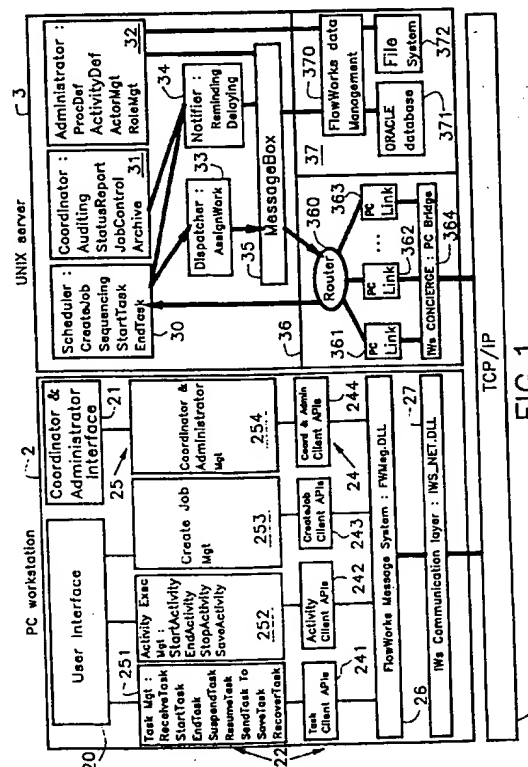 PC workstation
2
20
User Interface
Coordinator &
Administrator
Interface
21
25
251
Task Mgt :
ReceiveTask
StartTask
EndTask
SuspendTask
ResumeTask
SendTask To
SaveTask
RecoverTask
Activity Exec
Mgt :
StartActivity
EndActivity
StopActivity
SaveActivity
252
Create Job
Mgt
253
Coordinator &
Administrator
Mgt
254
22
Task
Client APIs
241
Activity
Client APIs
242
CreateJob
Client APIs
243
Coord & Admin
Client APIs
244
24
26
FlowWorks Message System : FWMsg.DLL
IWs Communication layer : IWS_NET.DLL
27
UNIX server
3
Scheduler :
CreateJob
Sequencing
StartTask
EndTask
30
Coordinator :
Auditing
StatusReport
JobControl
Archive
31
Administrator :
ProcDef
ActivityDef
ActorMgt
RoleMgt
32
Dispatcher :
AssignWork
33
Notifier :
Reminding
Delaying
34
35
MessageBox
36
Router
360
PC
Link
361
PC
Link
362
...
PC
Link
363
IWs CONCIERGE : PC Bridge
364
37
FlowWorks data
Management
370
ORACLE
database
371
File
System
372
TCP/IP
FIG_1